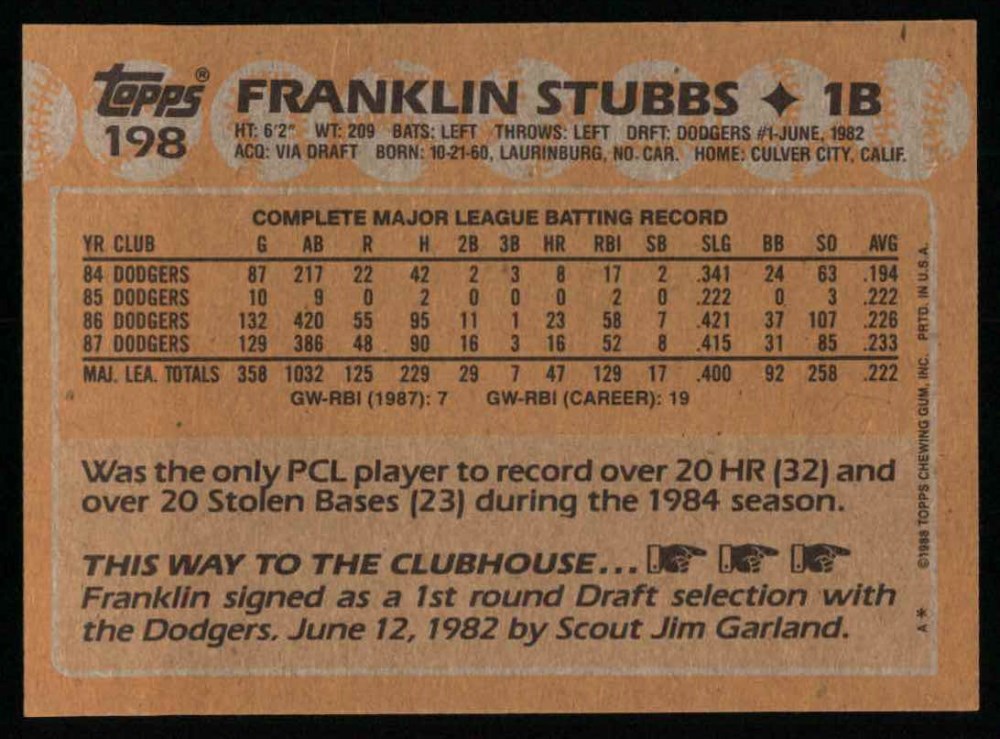 Topps® FRANKLIN STUBBS ✦ 1B
198 HT: 6'2" WT: 209 BATS: LEFT THROWS: LEFT DRFT: DODGERS #1-JUNE, 1982
ACQ: VIA DRAFT BORN: 10-21-60, LAURINBURG, NO. CAR. HOME: CULVER CITY, CALIF.
COMPLETE MAJOR LEAGUE BATTING RECORD
YR CLUB G AB R H 2B 3B HR RBI SB SLG BB SO AVG
84 DODGERS 87 217 22 42 2 3 8 17 2 .341 24 63 .194
85 DODGERS 10 9 0 2 0 0 0 2 0 .222 0 3 .222
86 DODGERS 132 420 55 95 11 1 23 58 7 .421 37 107 .226
87 DODGERS 129 386 48 90 16 3 16 52 8 .415 31 85 .233
MAJ. LEA. TOTALS 358 1032 125 229 29 7 47 129 17 .400 92 258 .222
GW-RBI (1987): 7 GW-RBI (CAREER): 19
Was the only PCL player to record over 20 HR (32) and
over 20 Stolen Bases (23) during the 1984 season.
THIS WAY TO THE CLUBHOUSE...
Franklin signed as a 1st round Draft selection with
the Dodgers, June 12, 1982 by Scout Jim Garland.
A * ©1988 TOPPS CHEWING GUM, INC. PRTD. IN U.S.A.